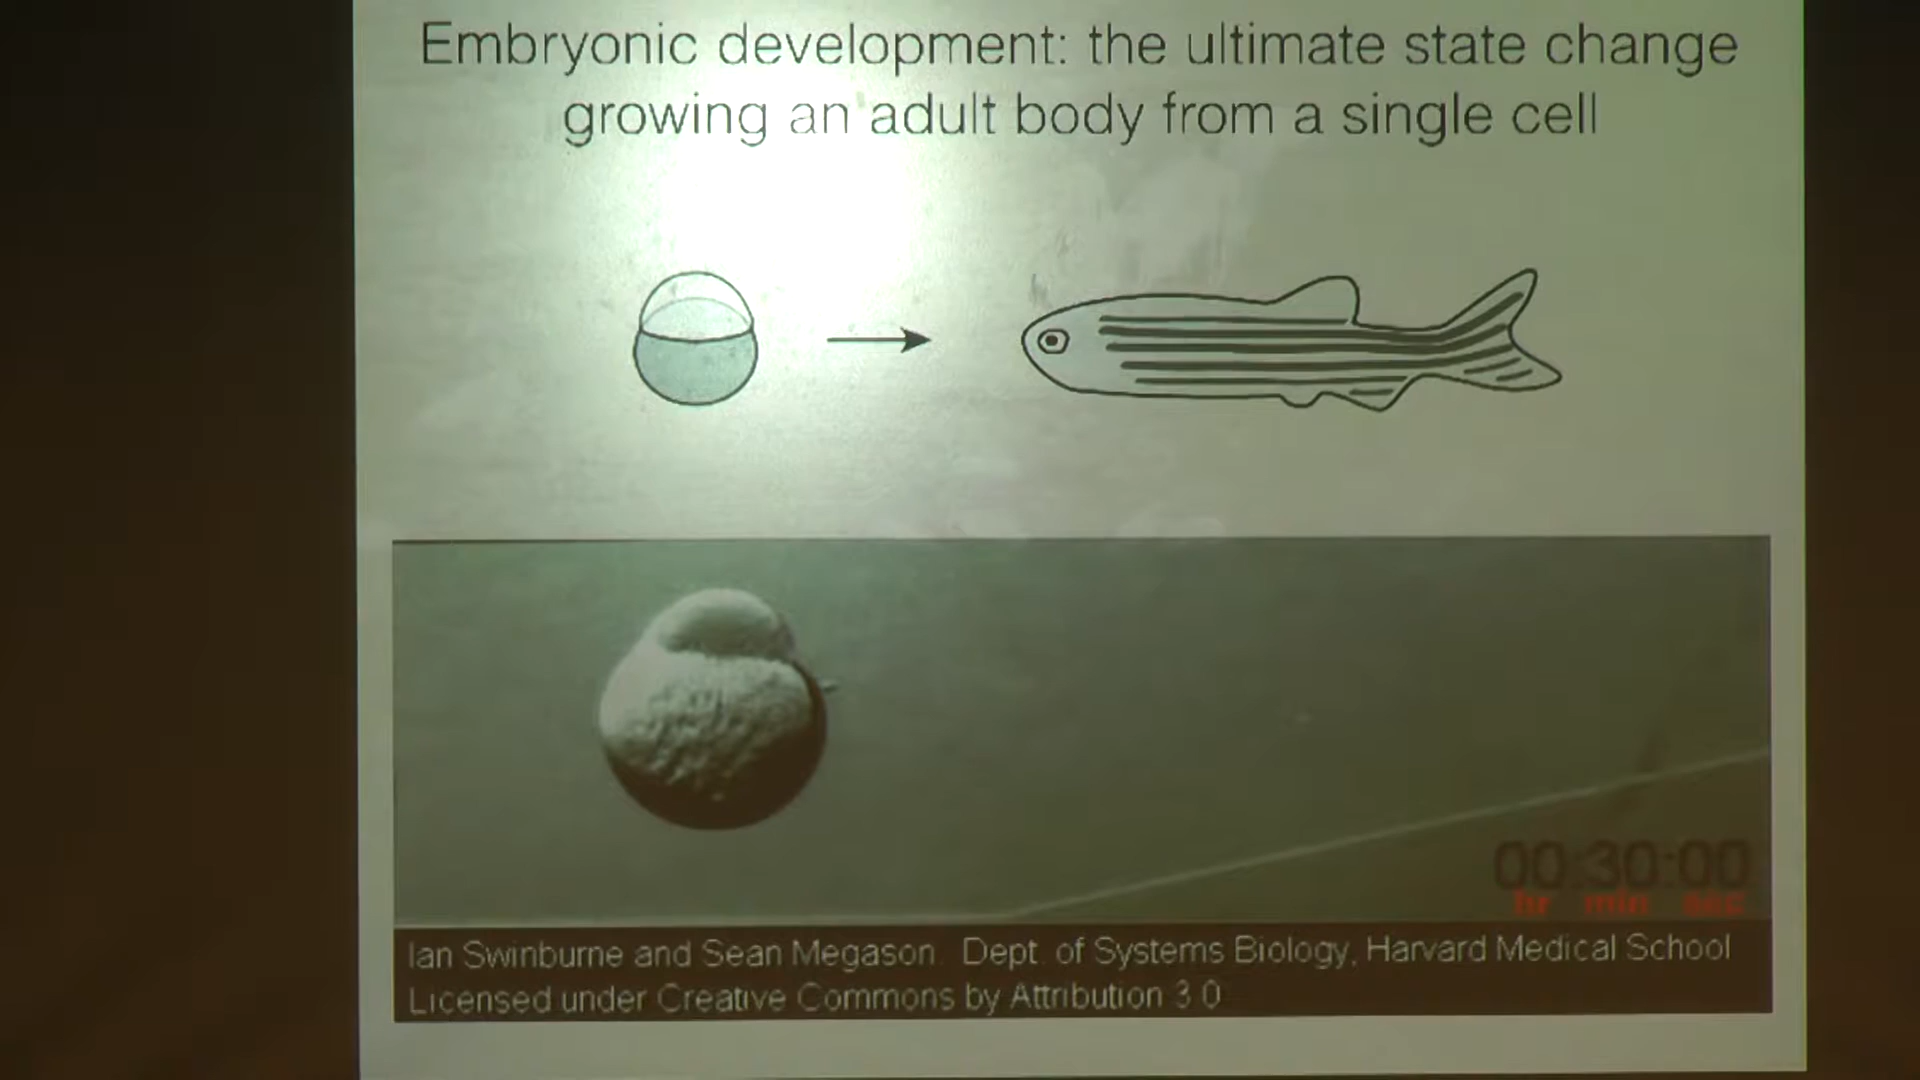 Embryonic development: the ultimate state change
growing an adult body from a single cell
00:30:00
hr min sec
Ian Swinburne and Sean Megason. Dept. of Systems Biology, Harvard Medical School
Licensed under Creative Commons by Attribution 3.0